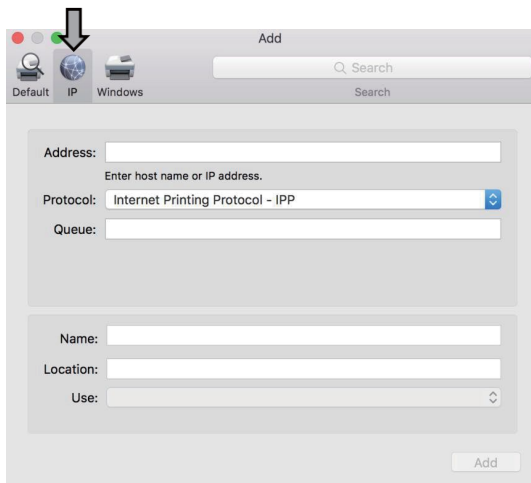 Add
Search
Default IP Windows Search
Address:
Enter host name or IP address.
Protocol: Internet Printing Protocol - IPP
Queue:
Name:
Location:
Use:
Add